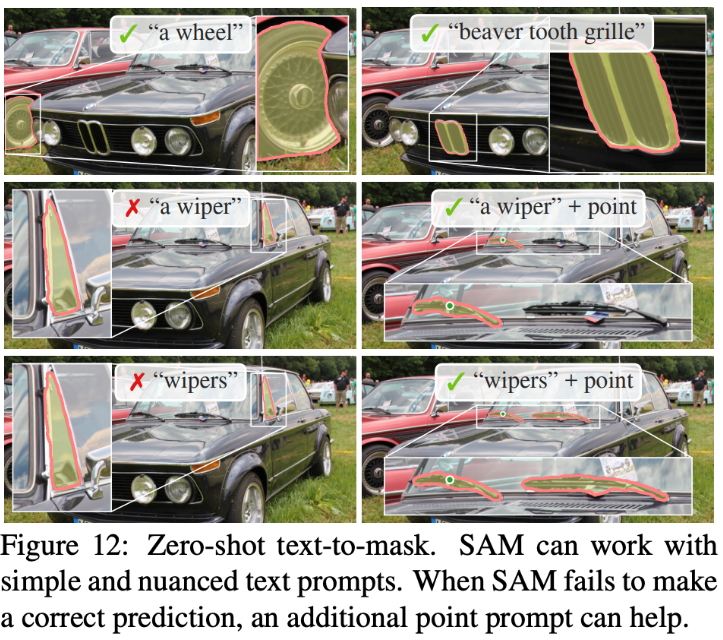 ✓ “a wheel”
✓ “beaver tooth grille”
✗ “a wiper”
✓ “a wiper” + point
✗ “wipers”
✓ “wipers” + point
Figure 12: Zero-shot text-to-mask. SAM can work with
simple and nuanced text prompts. When SAM fails to make
a correct prediction, an additional point prompt can help.